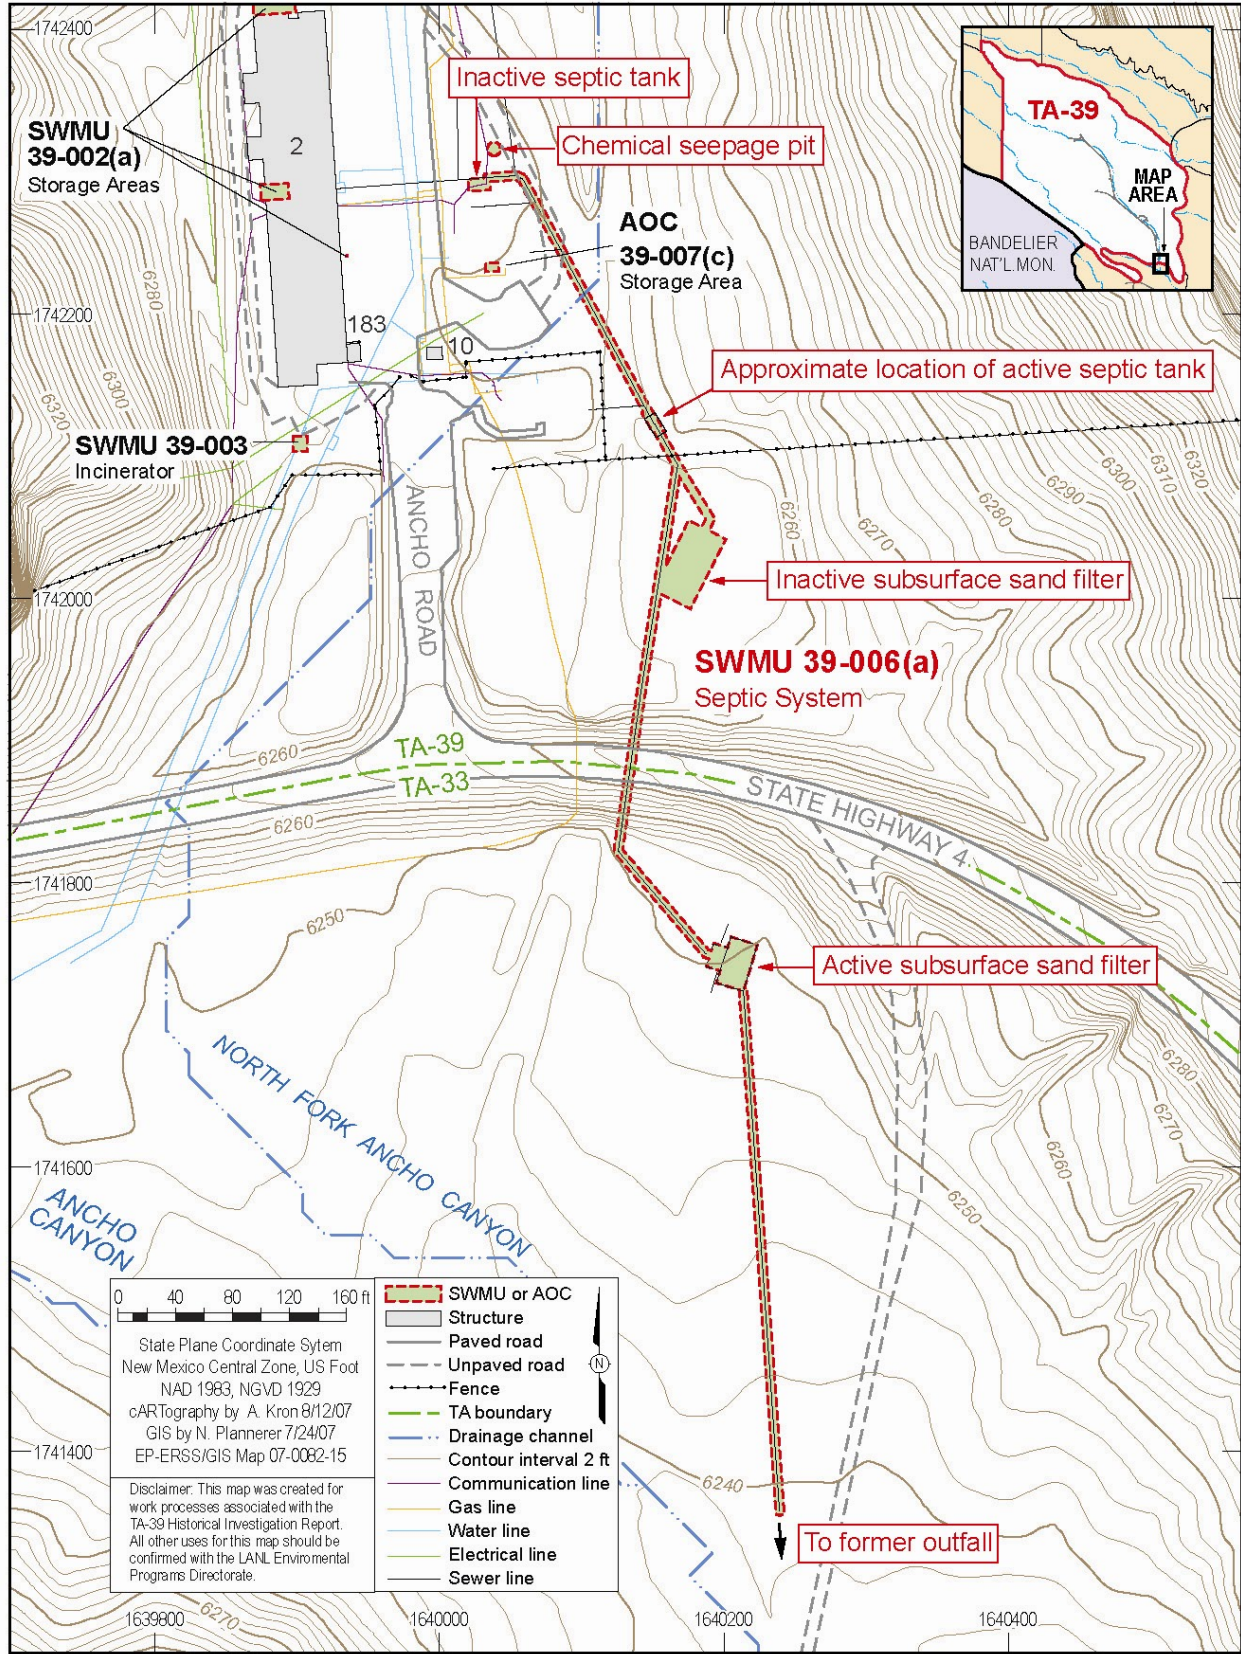 1742400
Inactive septic tank
Chemical seepage pit
SWMU
39-002(a)
Storage Areas
2
TA-39
MAP
AREA
BANDELIER
NAT'L.MON.
AOC
39-007(c)
Storage Area
6280
1742200
183
10
6300
6320
Approximate location of active septic tank
SWMU 39-003
Incinerator
ANCHO ROAD
6260
6270
6280
6290
6300
6310
6320
Inactive subsurface sand filter
1742000
SWMU 39-006(a)
Septic System
6260
TA-39
TA-33
6260
STATE HIGHWAY 4
1741800
6250
Active subsurface sand filter
NORTH FORK ANCHO CANYON
6280
6270
6260
6250
1741600
ANCHO
CANYON
0 40 80 120 160 ft
State Plane Coordinate Sytem
New Mexico Central Zone, US Foot
NAD 1983, NGVD 1929
cARTography by A. Kron 8/12/07
GIS by N. Plannerer 7/24/07
EP-ERSS/GIS Map 07-0082-15
Disclaimer: This map was created for
work processes associated with the
TA-39 Historical Investigation Report.
All other uses for this map should be
confirmed with the LANL Enviromental
Programs Directorate.
SWMU or AOC
Structure
Paved road
Unpaved road
N
Fence
TA boundary
Drainage channel
Contour interval 2 ft
Communication line
Gas line
Water line
Electrical line
Sewer line
1741400
6240
To former outfall
6270
1639800
1640000
1640200
1640400